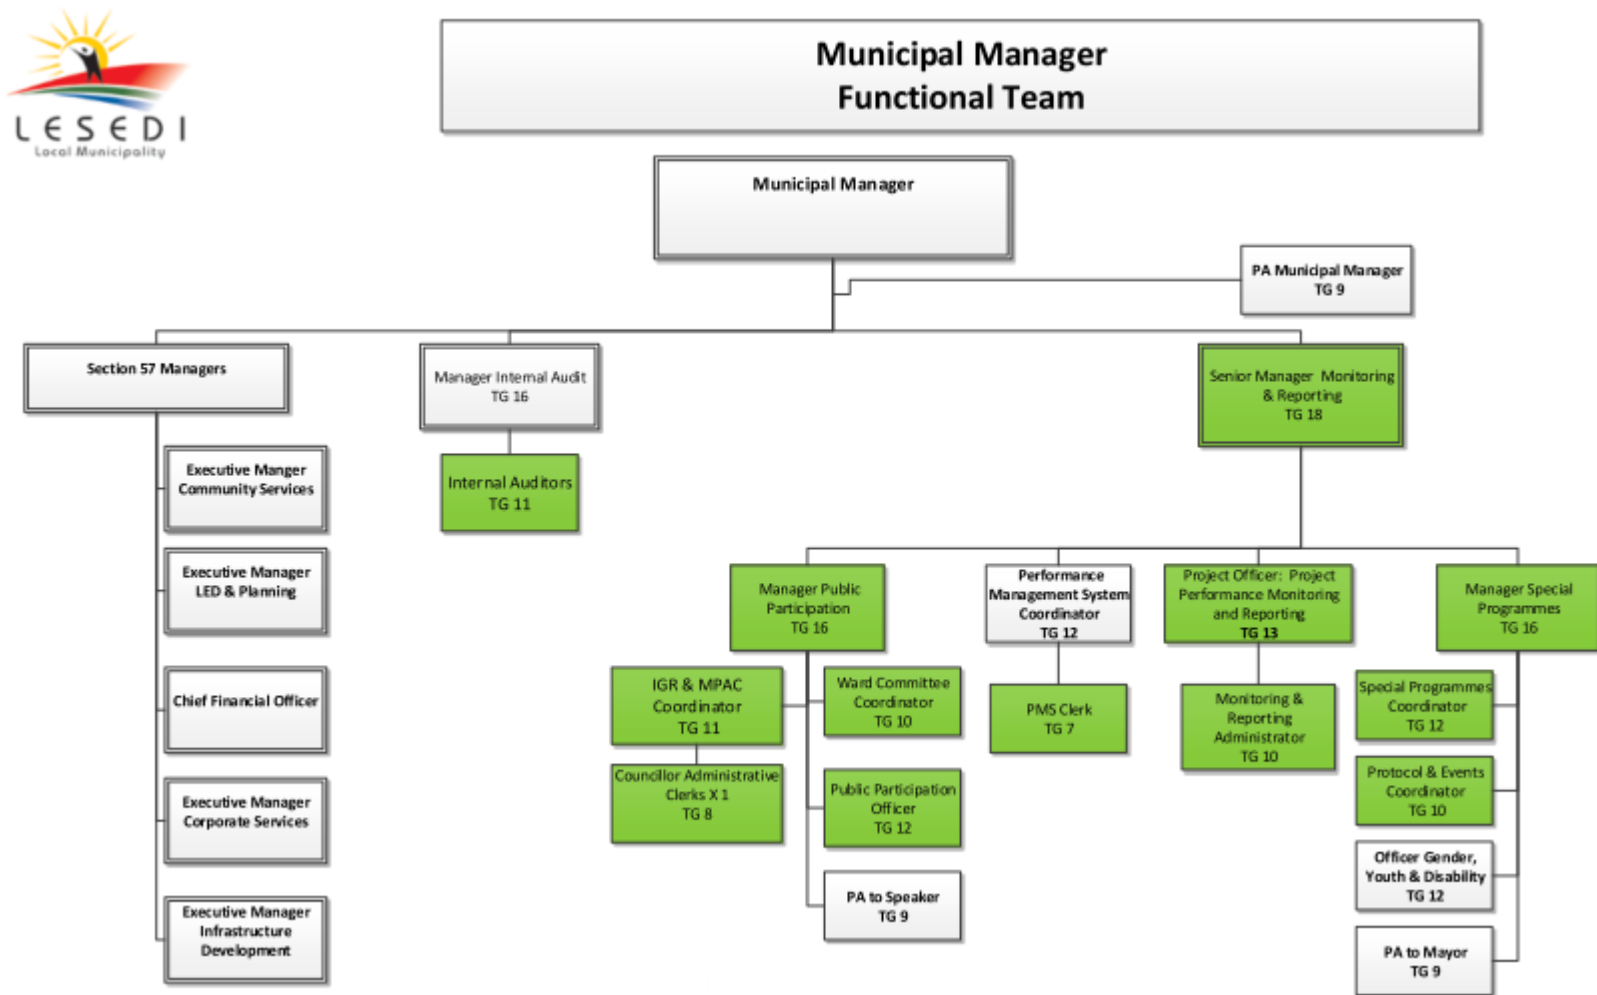 LESEDI
Local Municipality
Municipal Manager
Functional Team
Municipal Manager
PA Municipal Manager
TG 9
Section 57 Managers
Manager Internal Audit
TG 16
Senior Manager Monitoring
& Reporting
TG 18
Executive Manger
Community Services
Internal Auditors
TG 11
Executive Manager
LED & Planning
Chief Financial Officer
Executive Manager
Corporate Services
Executive Manager
Infrastructure
Development
Manager Public
Participation
TG 16
Performance
Management System
Coordinator
TG 12
Project Officer: Project
Performance Monitoring
and Reporting
TG 13
Manager Special
Programmes
TG 16
IGR & MPAC
Coordinator
TG 11
Ward Committee
Coordinator
TG 10
PMS Clerk
TG 7
Monitoring &
Reporting
Administrator
TG 10
Special Programmes
Coordinator
TG 12
Councillor Administrative
Clerks X 1
TG 8
Public Participation
Officer
TG 12
Protocol & Events
Coordinator
TG 10
PA to Speaker
TG 9
Officer Gender,
Youth & Disability
TG 12
PA to Mayor
TG 9